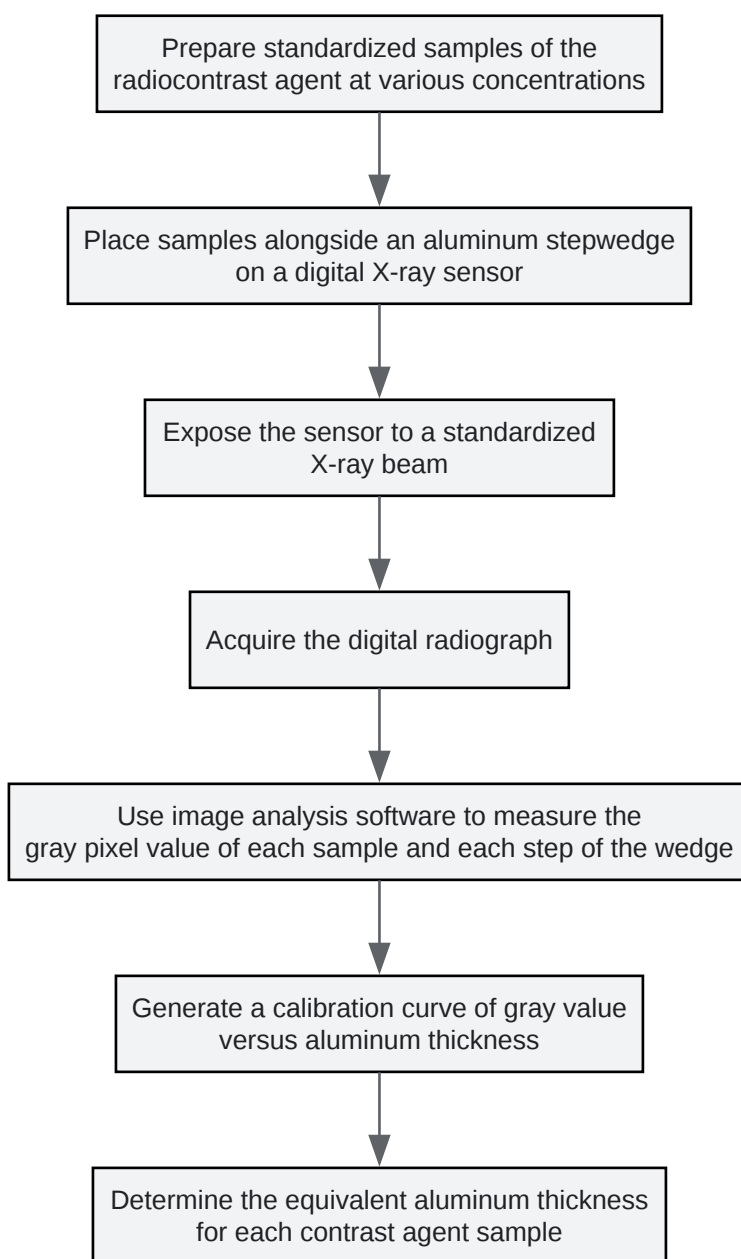 Prepare standardized samples of the
radiocontrast agent at various concentrations
Place samples alongside an aluminum stepwedge
on a digital X-ray sensor
Expose the sensor to a standardized
X-ray beam
Acquire the digital radiograph
Use image analysis software to measure the
gray pixel value of each sample and each step of the wedge
Generate a calibration curve of gray value
versus aluminum thickness
Determine the equivalent aluminum thickness
for each contrast agent sample